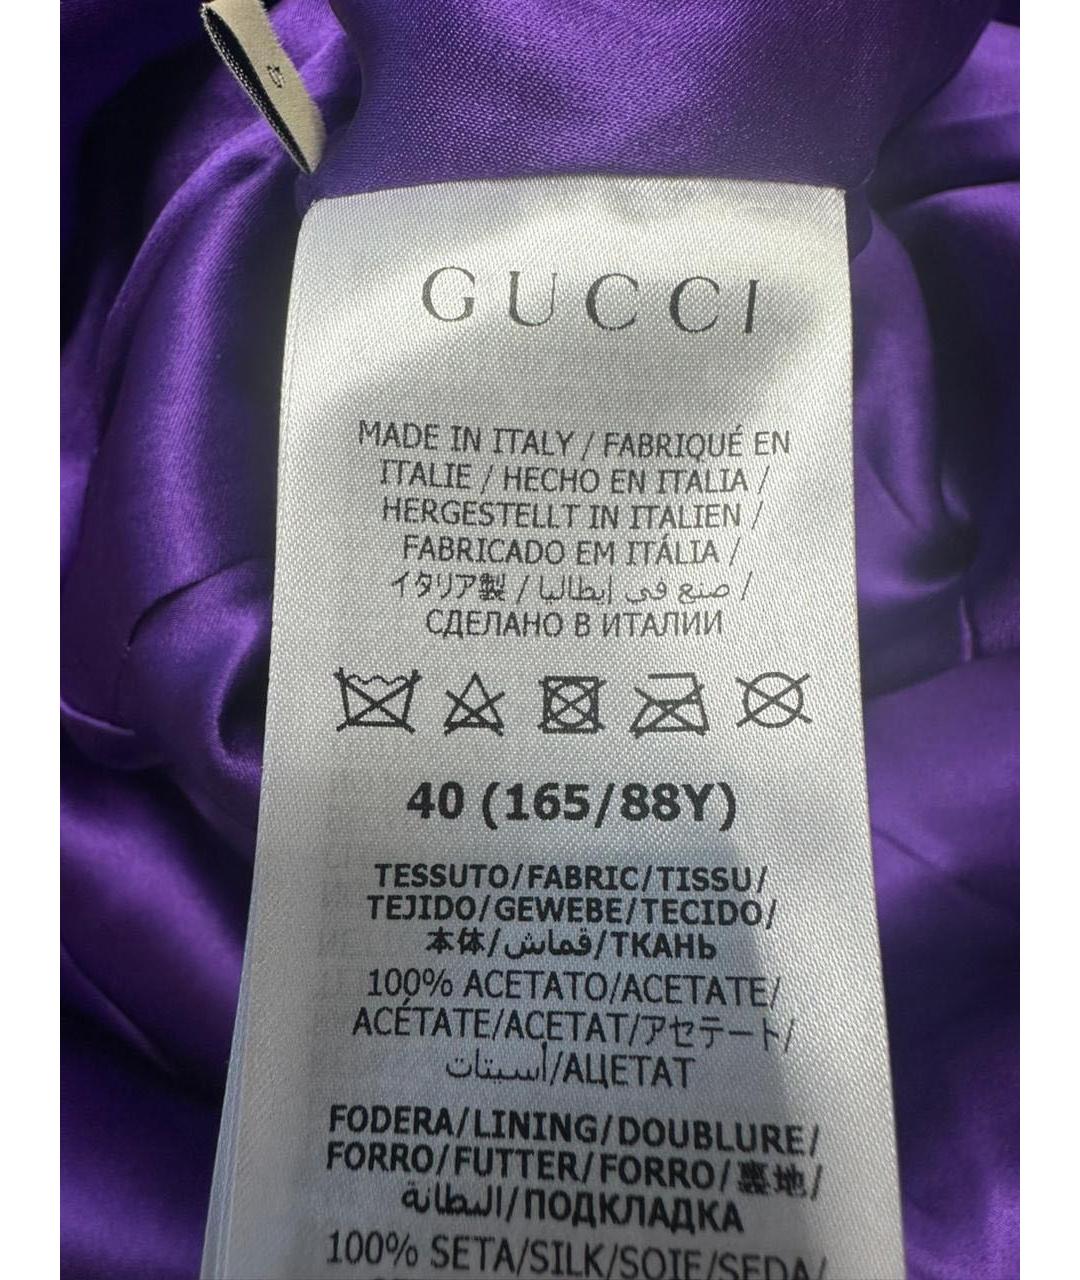 GUCCI
MADE IN ITALY / FABRIQUÉ EN
ITALIE / HECHO EN ITALIA /
HERGESTELLT IN ITALIEN /
FABRICADO EM ITÁLIA /
イタリア製 / صنع في إيطاليا /
СДЕЛАНО В ИТАЛИИ
40 (165/88Y)
TESSUTO/FABRIC/TISSU/
TEJIDO/GEWEBE/TECIDO/
本体/قماش/ТКАНЬ
100% ACETATO/ACETATE/
ACÉTATE/ACETAT/アセテート/
أسيتات/АЦЕТАТ
FODERA/LINING/DOUBLURE/
FORRO/FUTTER/FORRO/裏地/
البطانة/ПОДКЛАДКА
100% SETA/SILK/SOIE/SEDA/